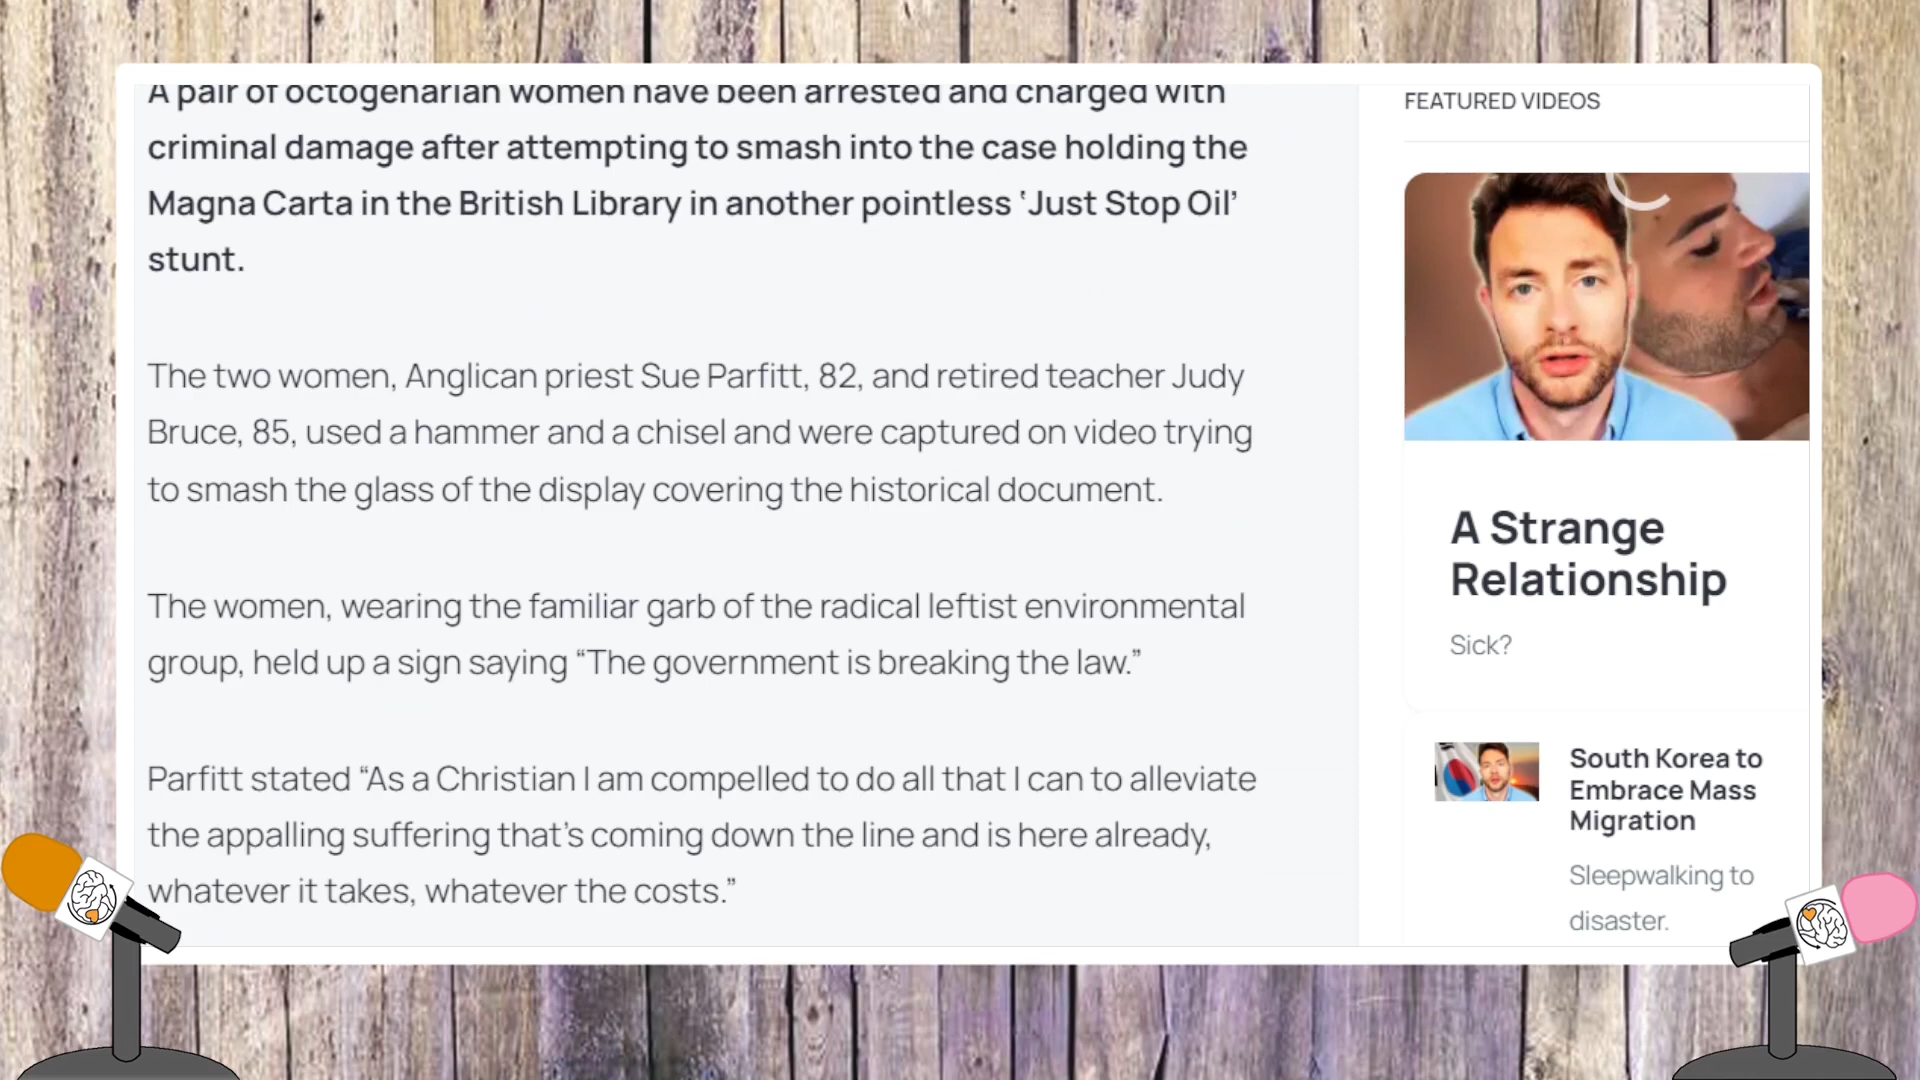 A pair of octogenarian women have been arrested and charged with
criminal damage after attempting to smash into the case holding the
Magna Carta in the British Library in another pointless ‘Just Stop Oil’
stunt.
The two women, Anglican priest Sue Parfitt, 82, and retired teacher Judy
Bruce, 85, used a hammer and a chisel and were captured on video trying
to smash the glass of the display covering the historical document.
The women, wearing the familiar garb of the radical leftist environmental
group, held up a sign saying “The government is breaking the law.”
Parfitt stated “As a Christian I am compelled to do all that I can to alleviate
the appalling suffering that’s coming down the line and is here already,
whatever it takes, whatever the costs.”
FEATURED VIDEOS
A Strange
Relationship
Sick?
South Korea to
Embrace Mass
Migration
Sleepwalking to
disaster.